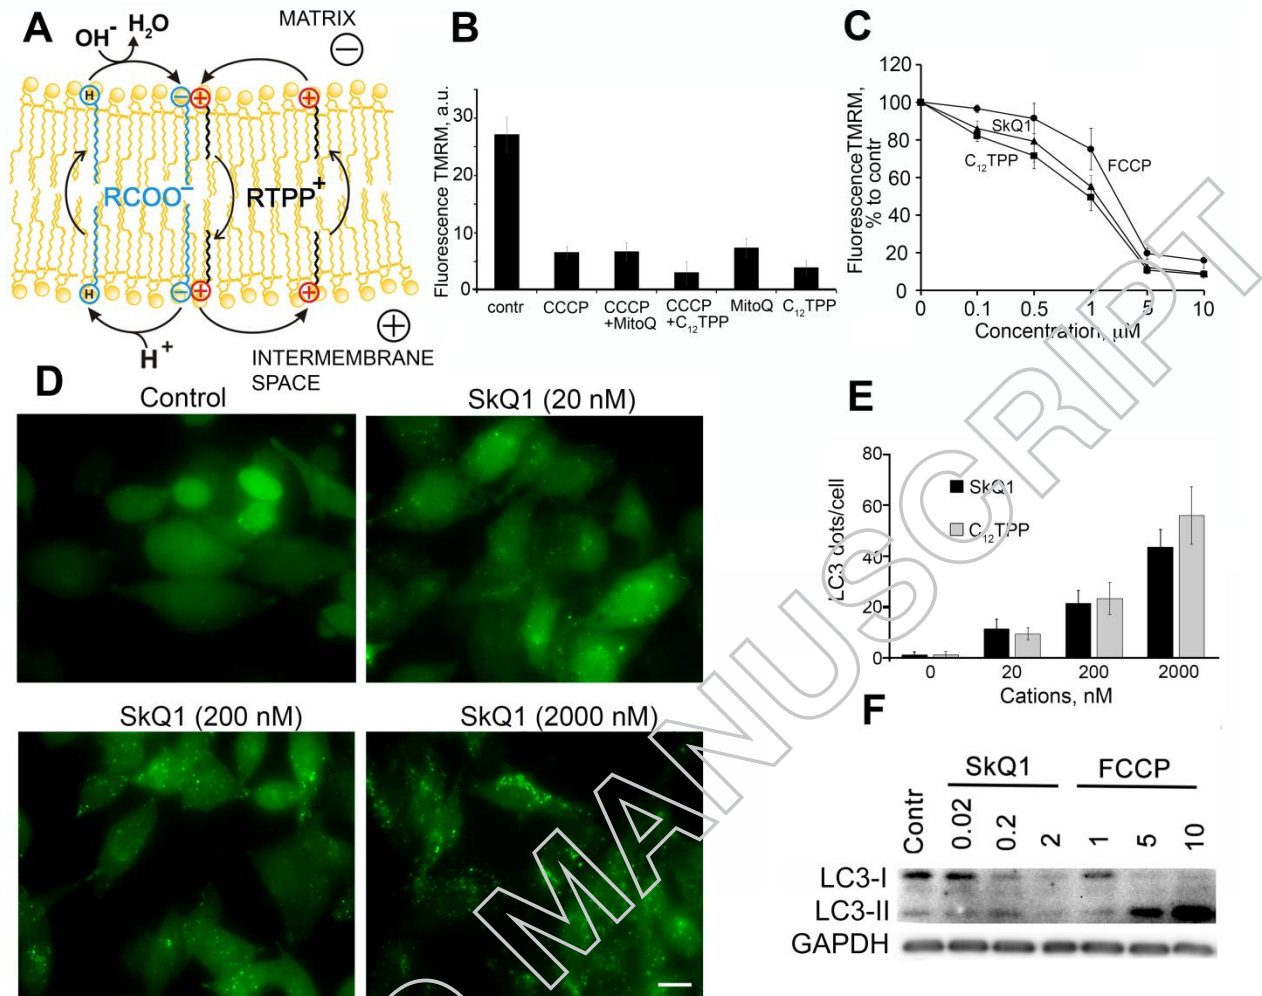 A
OH⁻
H₂O
MATRIX
−
H
−
+
+
RCOO⁻
RTPP⁺
H
−
+
+
+
H⁺
INTERMEMBRANE
SPACE
B
Fluorescence TMRM, a.u.
30
20
10
0
contr
CCCP
CCCP
+MitoQ
CCCP
+C₁₂TPP
MitoQ
C₁₂TPP
C
FluorescenceTMRM,
% to contr
120
100
80
60
40
20
0
SkQ1
C₁₂TPP
FCCP
0
0.1
0.5
1
5
10
Concentration, µM
D
Control
SkQ1 (20 nM)
SkQ1 (200 nM)
SkQ1 (2000 nM)
E
LC3 dots/cell
80
60
40
20
0
SkQ1
C₁₂TPP
0
20
200
2000
Cations, nM
F
SkQ1
FCCP
Contr
0.02
0.2
2
1
5
10
LC3-I
LC3-II
GAPDH
MANUSCRIPT